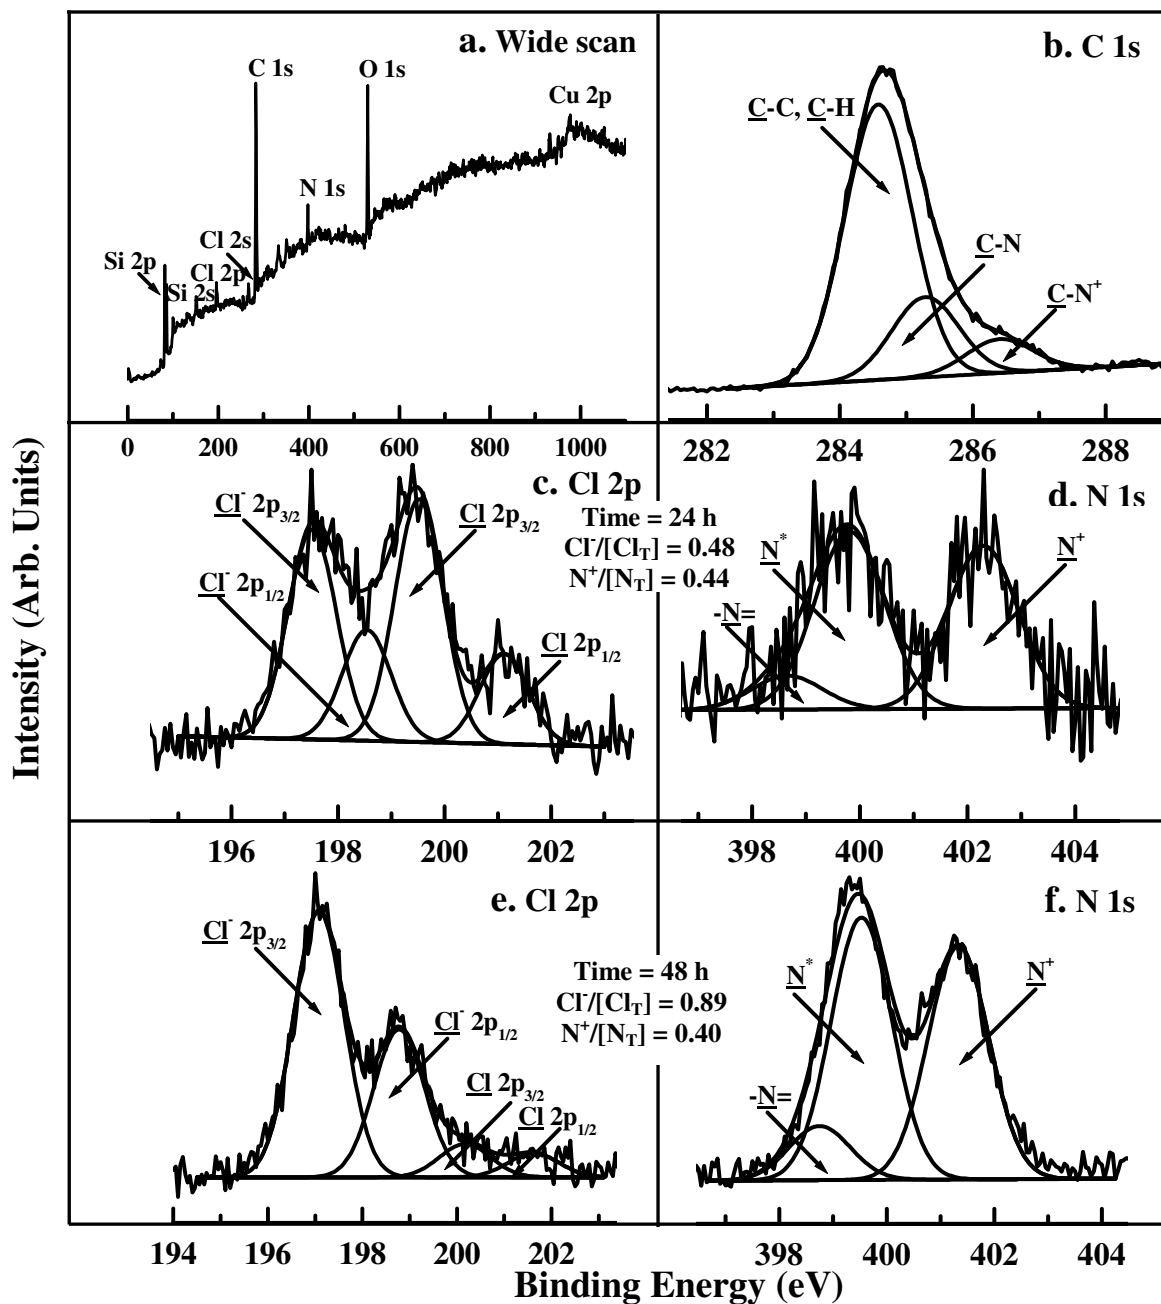 a. Wide scan
C 1s
O 1s
Cu 2p
N 1s
Cl 2s
Si 2p
Cl 2p
Si 2s
0 200 400 600 800 1000
b. C 1s
C-C, C-H
C-N
C-N⁺
282 284 286 288
c. Cl 2p
Cl⁻ 2p3/2
Cl 2p3/2
Cl⁻ 2p1/2
Cl 2p1/2
196 198 200 202
Time = 24 h
Cl⁻/[ClT] = 0.48
N⁺/[NT] = 0.44
d. N 1s
N*
N⁺
-N=
398 400 402 404
e. Cl 2p
Cl⁻ 2p3/2
Cl⁻ 2p1/2
Cl 2p3/2
Cl 2p1/2
194 196 198 200 202
Time = 48 h
Cl⁻/[ClT] = 0.89
N⁺/[NT] = 0.40
f. N 1s
N*
N⁺
-N=
398 400 402 404
Intensity (Arb. Units)
Binding Energy (eV)